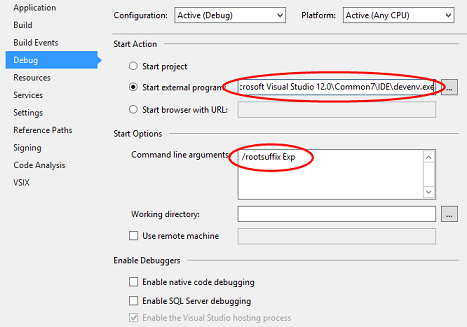 Application
Build
Build Events
Debug
Resources
Services
Settings
Reference Paths
Signing
Code Analysis
VSIX
Configuration: Active (Debug) Platform: Active (Any CPU)
Start Action
Start project
Start external program: crosoft Visual Studio 12.0\Common7\IDE\devenv.exe ...
Start browser with URL:
Start Options
Command line arguments: /rootsuffix Exp
Working directory: ...
Use remote machine
Enable Debuggers
Enable native code debugging
Enable SQL Server debugging
Enable the Visual Studio hosting process